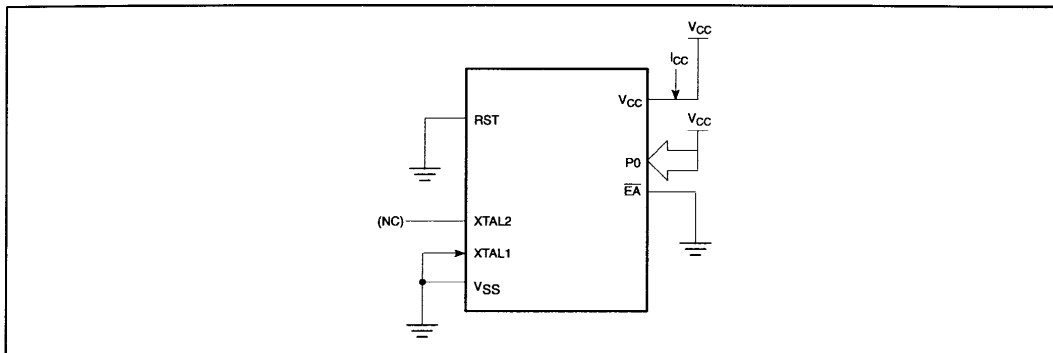 VCC
ICC
VCC
RST
VCC
P0
EA
(NC)
XTAL2
XTAL1
VSS